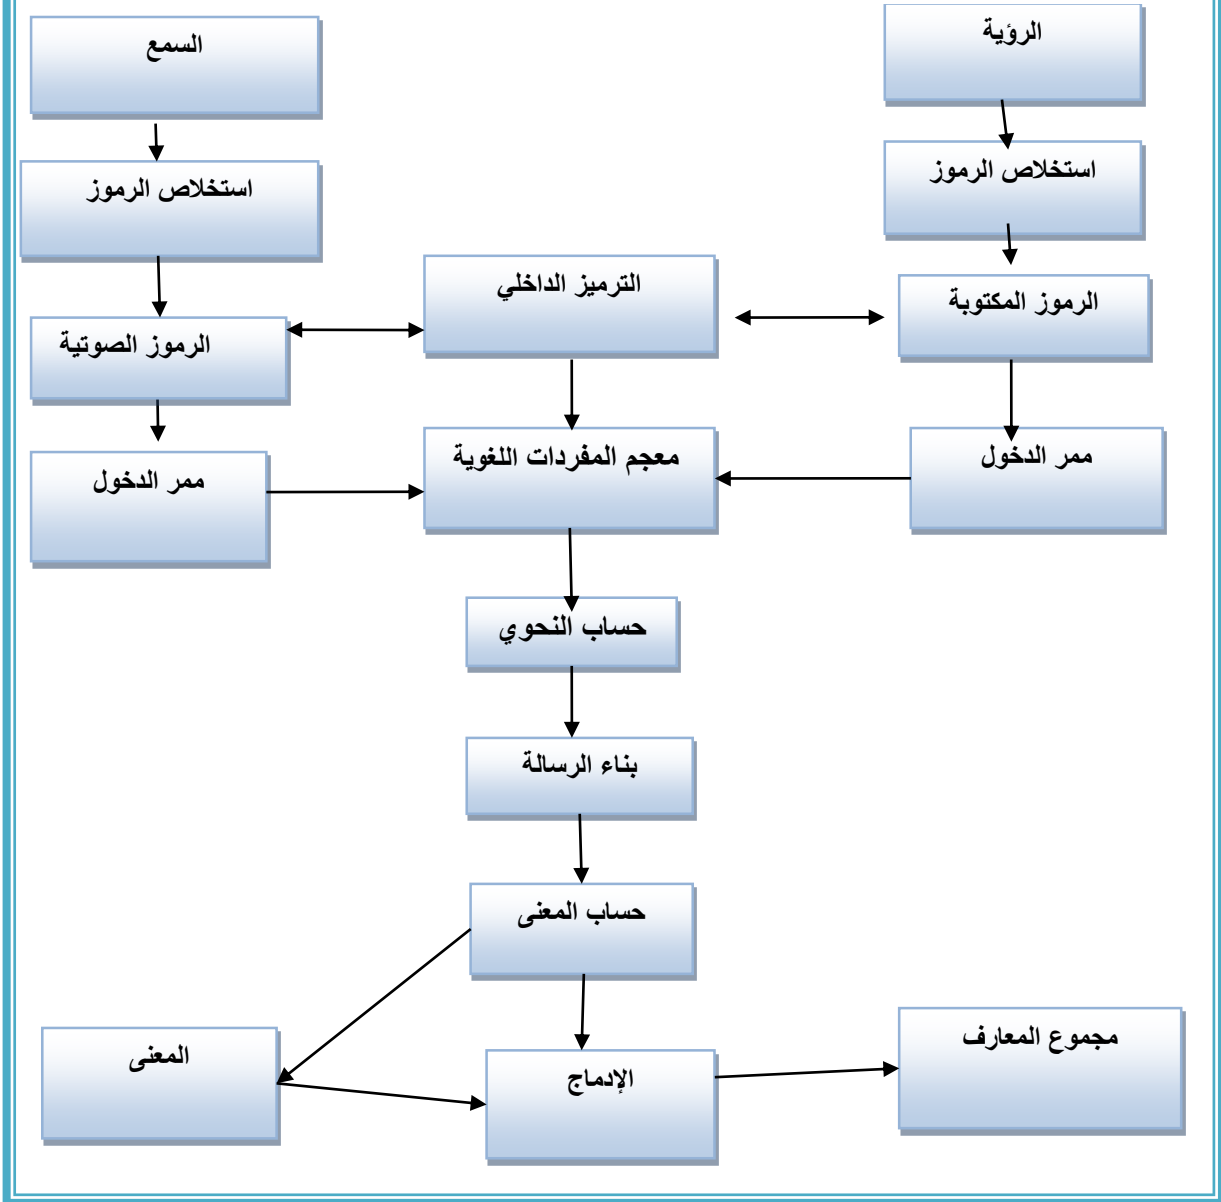 الرؤية
السمع
استخلاص الرموز
استخلاص الرموز
الرموز المكتوبة
الترميز الداخلي
الرموز الصوتية
ممر الدخول
معجم المفردات اللغوية
ممر الدخول
حساب النحوي
بناء الرسالة
حساب المعنى
مجموع المعارف
الإدماج
المعنى